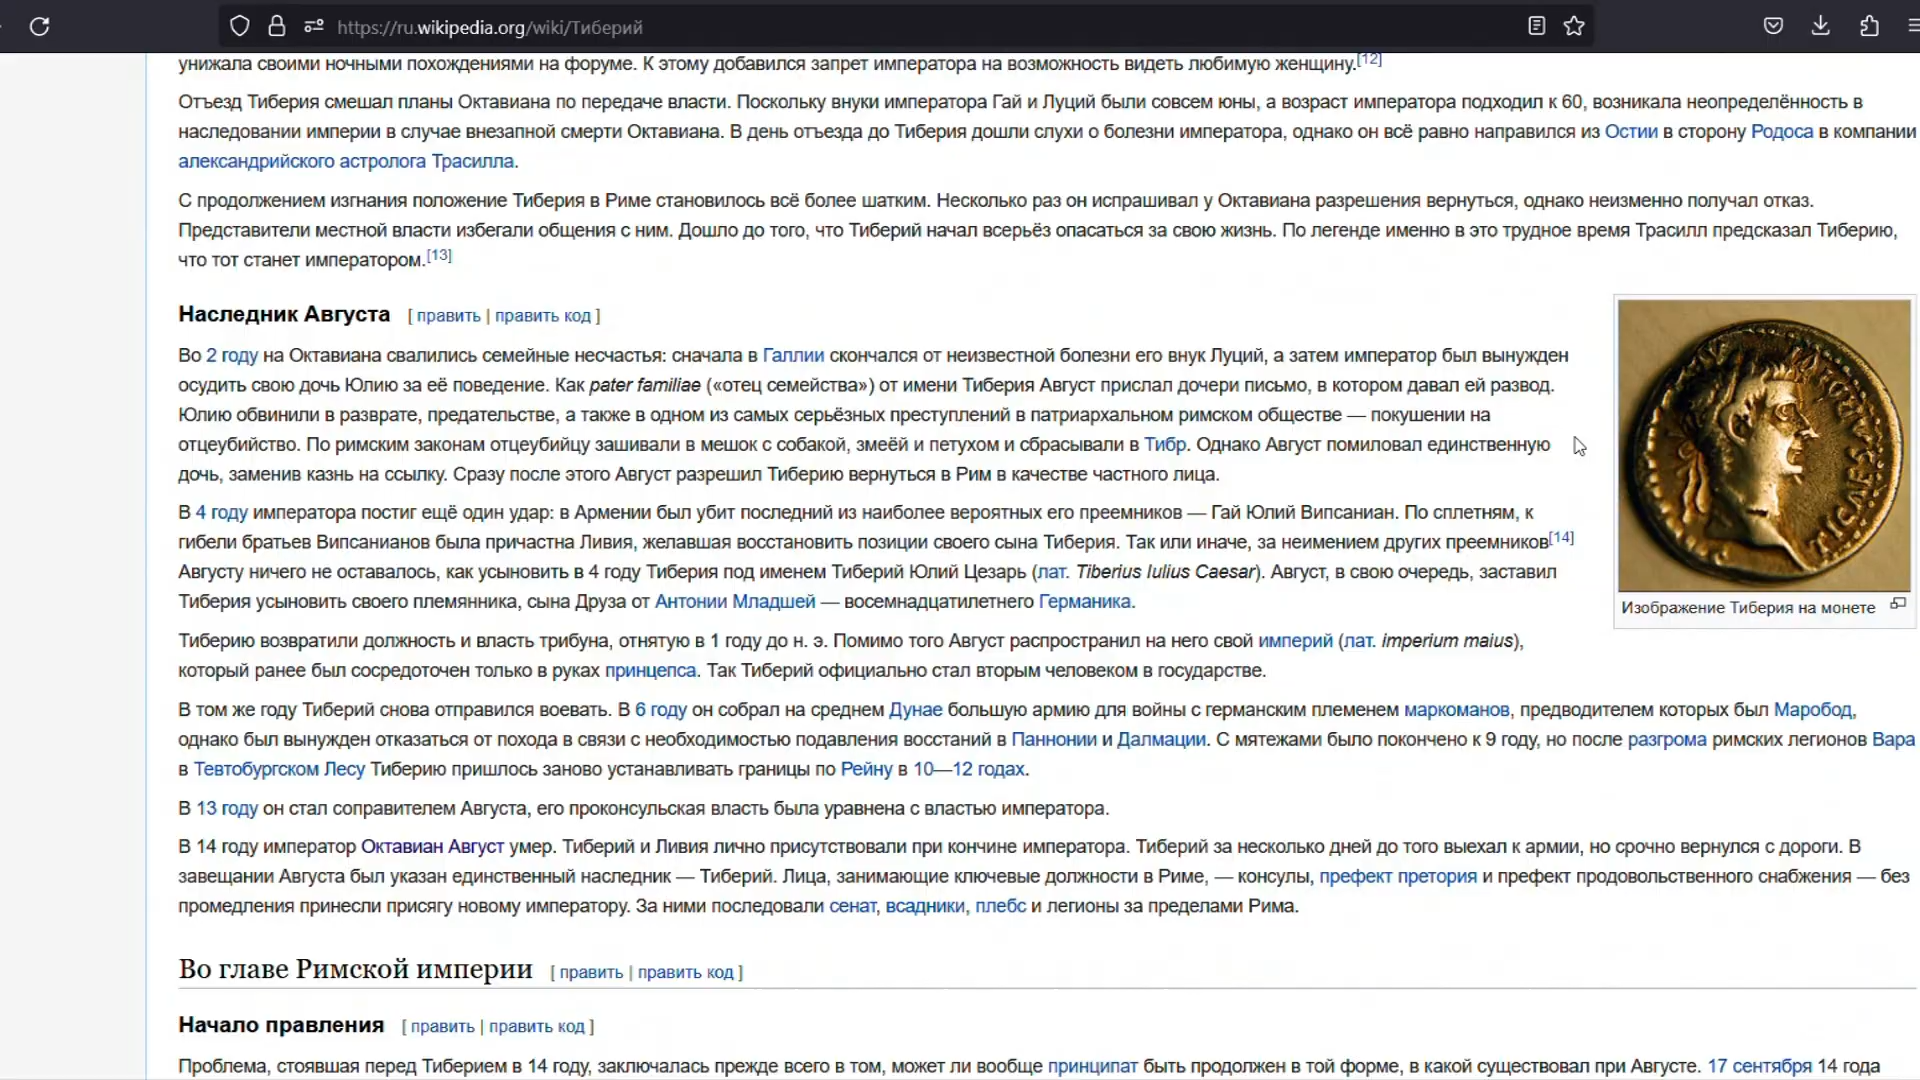 https://ru.wikipedia.org/wiki/Тиберий
унижала своими ночными похождениями на форуме. К этому добавился запрет императора на возможность видеть любимую женщину.[12]
Отъезд Тиберия смешал планы Октавиана по передаче власти. Поскольку внуки императора Гай и Луций были совсем юны, а возраст императора подходил к 60, возникала неопределённость в
наследовании империи в случае внезапной смерти Октавиана. В день отъезда до Тиберия дошли слухи о болезни императора, однако он всё равно направился из Остии в сторону Родоса в компании
александрийского астролога Трасилла.
С продолжением изгнания положение Тиберия в Риме становилось всё более шатким. Несколько раз он испрашивал у Октавиана разрешения вернуться, однако неизменно получал отказ.
Представители местной власти избегали общения с ним. Дошло до того, что Тиберий начал всерьёз опасаться за свою жизнь. По легенде именно в это трудное время Трасилл предсказал Тиберию,
что тот станет императором.[13]
Наследник Августа [ править | править код ]
Во 2 году на Октавиана свалились семейные несчастья: сначала в Галлии скончался от неизвестной болезни его внук Луций, а затем император был вынужден
осудить свою дочь Юлию за её поведение. Как pater familiae («отец семейства») от имени Тиберия Август прислал дочери письмо, в котором давал ей развод.
Юлию обвинили в разврате, предательстве, а также в одном из самых серьёзных преступлений в патриархальном римском обществе — покушении на
отцеубийство. По римским законам отцеубийцу зашивали в мешок с собакой, змеёй и петухом и сбрасывали в Тибр. Однако Август помиловал единственную
дочь, заменив казнь на ссылку. Сразу после этого Август разрешил Тиберию вернуться в Рим в качестве частного лица.
В 4 году императора постиг ещё один удар: в Армении был убит последний из наиболее вероятных его преемников — Гай Юлий Випсаниан. По сплетням, к
гибели братьев Випсанианов была причастна Ливия, желавшая восстановить позиции своего сына Тиберия. Так или иначе, за неимением других преемников[14]
Августу ничего не оставалось, как усыновить в 4 году Тиберия под именем Тиберий Юлий Цезарь (лат. Tiberius Iulius Caesar). Август, в свою очередь, заставил
Тиберия усыновить своего племянника, сына Друза от Антонии Младшей — восемнадцатилетнего Германика.
Изображение Тиберия на монете
Тиберию возвратили должность и власть трибуна, отнятую в 1 году до н. э. Помимо того Август распространил на него свой империй (лат. imperium maius),
который ранее был сосредоточен только в руках принцепса. Так Тиберий официально стал вторым человеком в государстве.
В том же году Тиберий снова отправился воевать. В 6 году он собрал на среднем Дунае большую армию для войны с германским племенем маркоманов, предводителем которых был Маробод,
однако был вынужден отказаться от похода в связи с необходимостью подавления восстаний в Паннонии и Далмации. С мятежами было покончено к 9 году, но после разгрома римских легионов Вара
в Тевтобургском Лесу Тиберию пришлось заново устанавливать границы по Рейну в 10—12 годах.
В 13 году он стал соправителем Августа, его проконсульская власть была уравнена с властью императора.
В 14 году император Октавиан Август умер. Тиберий и Ливия лично присутствовали при кончине императора. Тиберий за несколько дней до того выехал к армии, но срочно вернулся с дороги. В
завещании Августа был указан единственный наследник — Тиберий. Лица, занимающие ключевые должности в Риме, — консулы, префект претория и префект продовольственного снабжения — без
промедления принесли присягу новому императору. За ними последовали сенат, всадники, плебс и легионы за пределами Рима.
Во главе Римской империи [ править | править код ]
Начало правления [ править | править код ]
Проблема, стоявшая перед Тиберием в 14 году, заключалась прежде всего в том, может ли вообще принципат быть продолжен в той форме, в какой существовал при Августе. 17 сентября 14 года